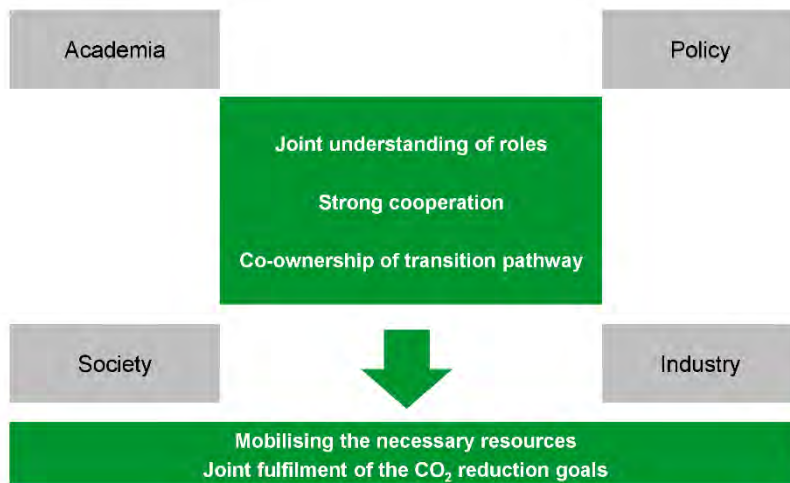 Academia
Policy
Joint understanding of roles
Strong cooperation
Co-ownership of transition pathway
Society
Industry
Mobilising the necessary resources
Joint fulfilment of the CO₂ reduction goals